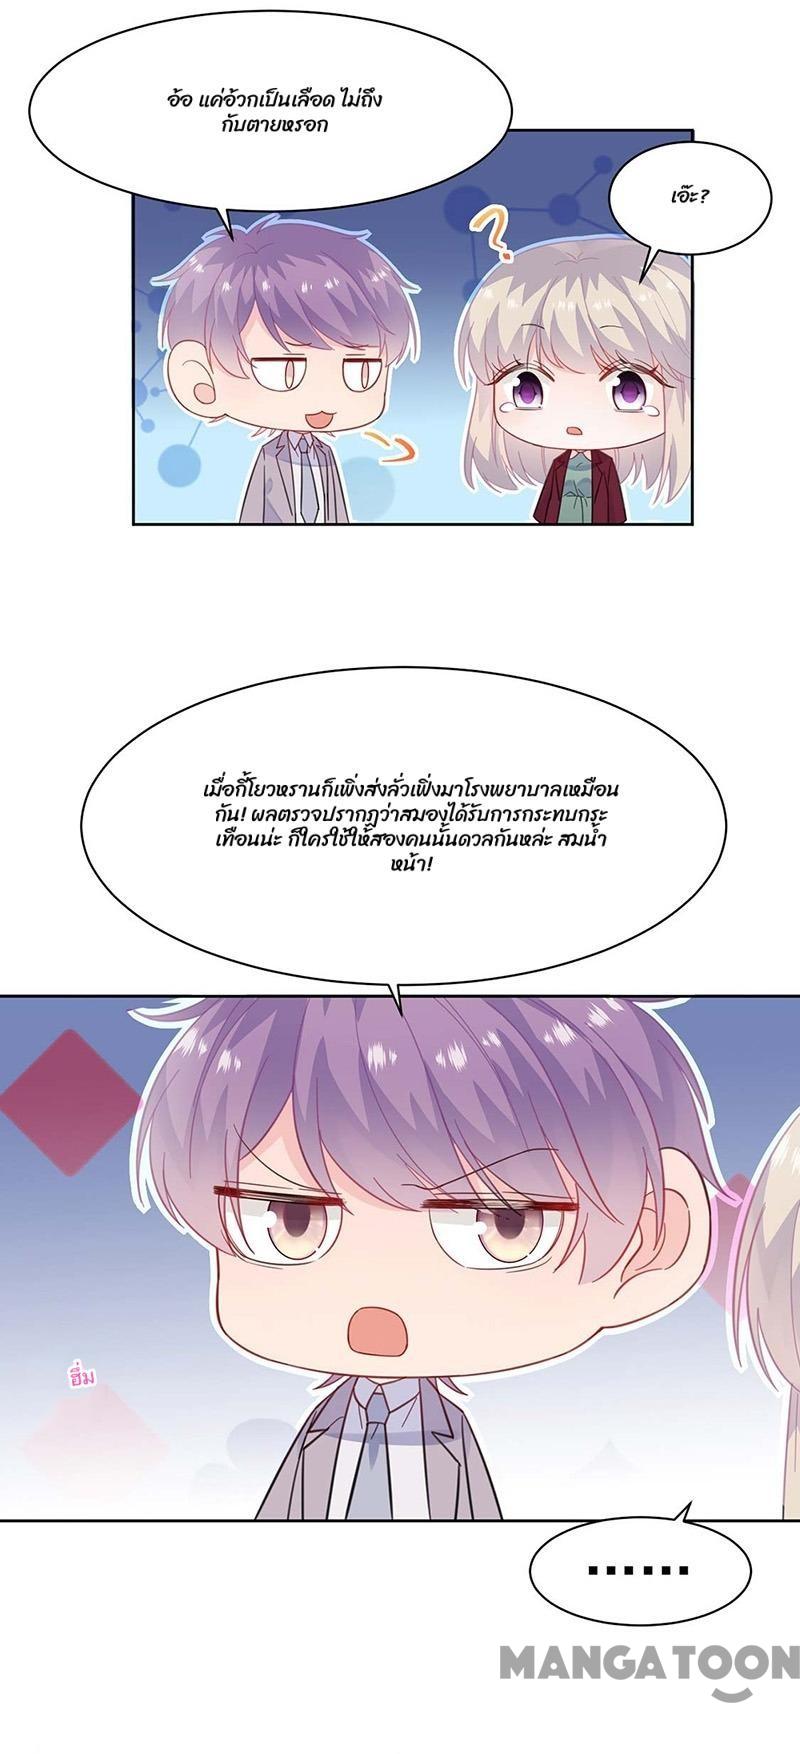 อ้อ แค่อ้วกเป็นเลือด ไม่ถึง
กับตายหรอก
เอ๊ะ?
เมื่อกี้โยวหรานก็เพิ่งส่งลั่วเฟิ่งมาโรงพยาบาลเหมือน
กัน! ผลตรวจปรากฏว่าสมองได้รับการกระทบกระ
เทือนน่ะ ก็ใครใช้ให้สองคนนั้นดวลกันหล่ะ สมน้ำ
หน้า!
ฮึ่ม
......
MANGATOON